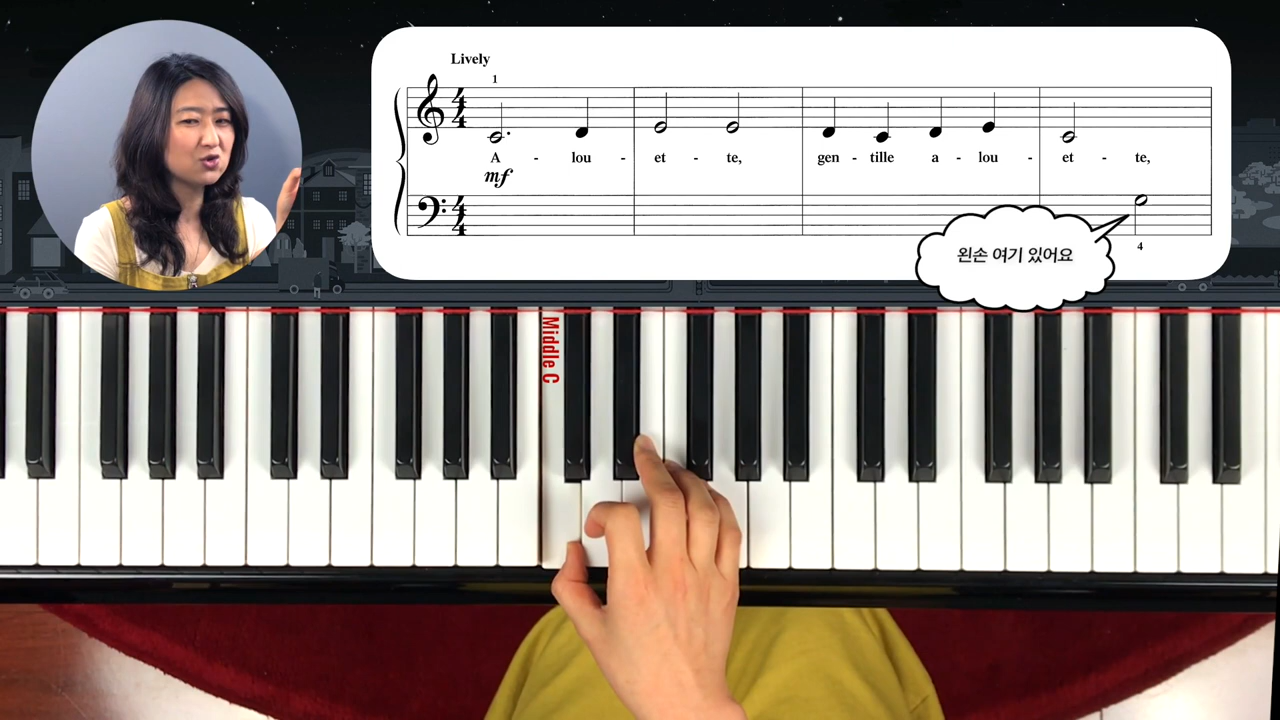 Lively
1
A - lou - et - te, gen - tille a - lou - et - te,
mf
4
왼손 여기 있어요
Middle C